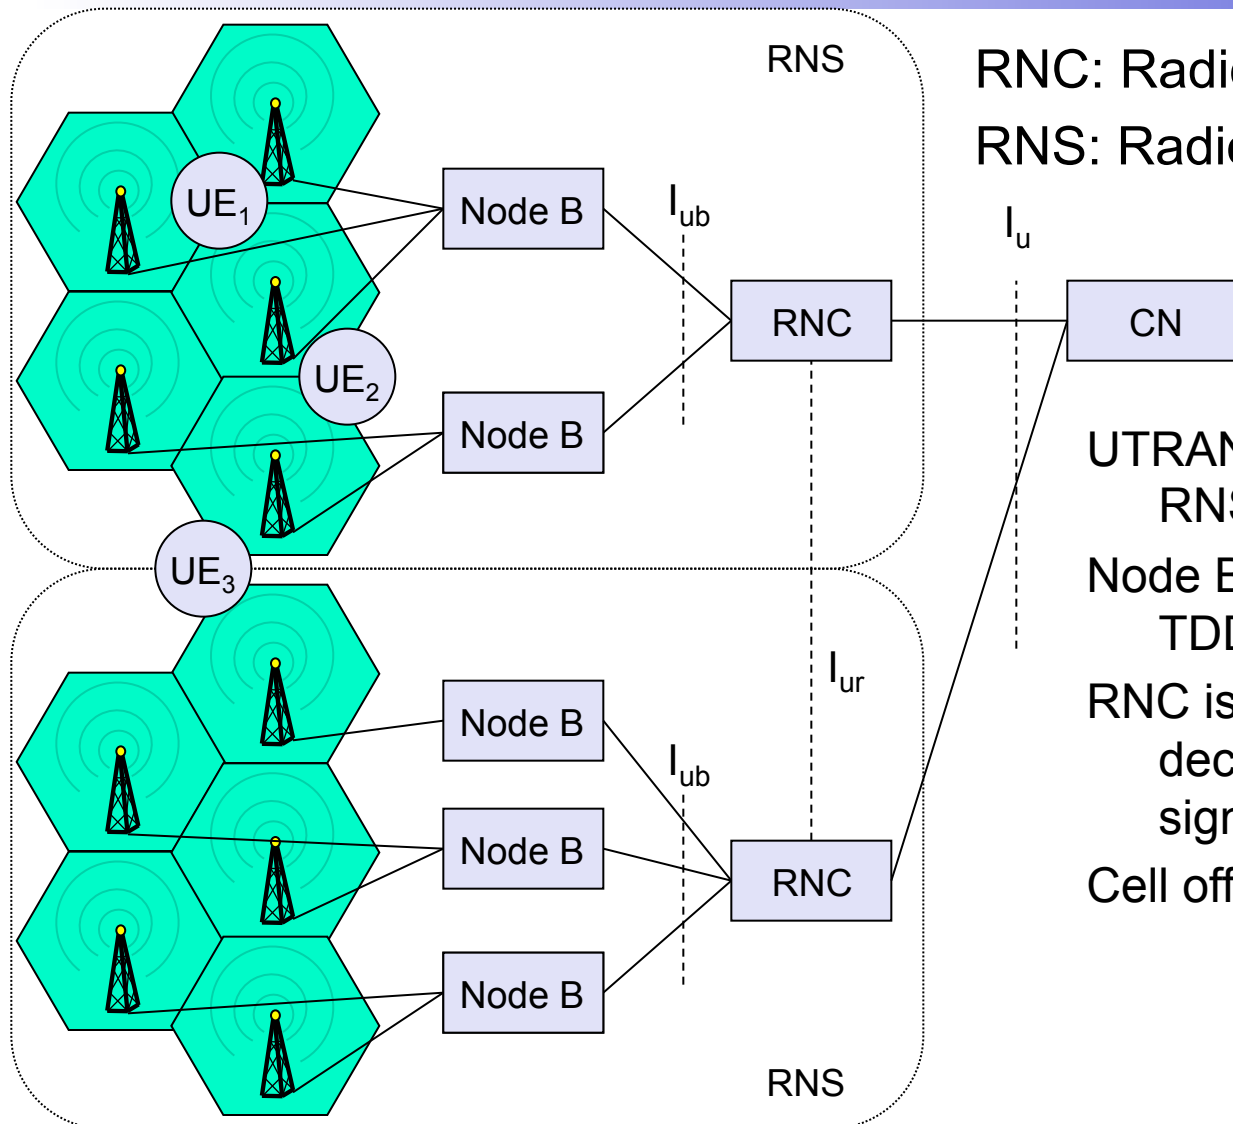 RNS
RNC: Radi
RNS: Radi
UE1
Node B
Iub
Iu
RNC
CN
UE2
Node B
UTRAN
RNS
UE3
Node B
TDD
Iur
RNC is
Node B
dec
Iub
sign
Node B
RNC
Cell off
Node B
RNS